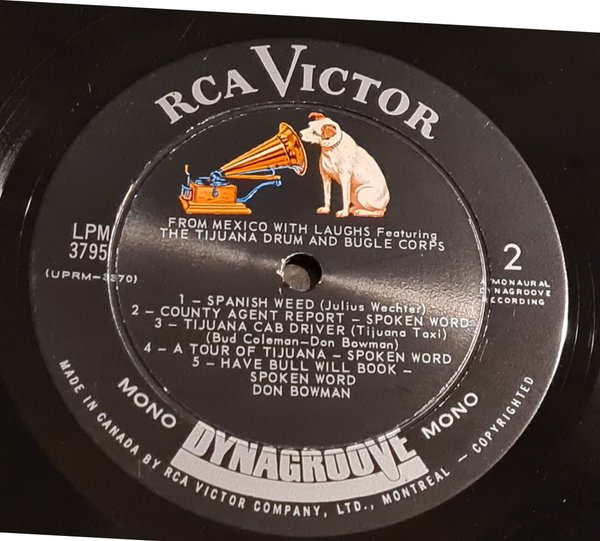 RCA VICTOR
FROM MEXICO WITH LAUGHS Featuring
THE TIJUANA DRUM AND BUGLE CORPS
LPM
3795
(UPRM-3370)
2
A MONAURAL
DYNAGROOVE
RECORDING
1 – SPANISH WEED (Julius Wechter)
2 – COUNTY AGENT REPORT – SPOKEN WORD
3 – TIJUANA CAB DRIVER (Tijuana Taxi)
(Bud Coleman–Don Bowman)
4 – A TOUR OF TIJUANA – SPOKEN WORD
5 – HAVE BULL WILL BOOK –
SPOKEN WORD
DON BOWMAN
MONO DYNAGROOVE MONO
MADE IN CANADA BY RCA VICTOR COMPANY, LTD., MONTREAL – COPYRIGHTED